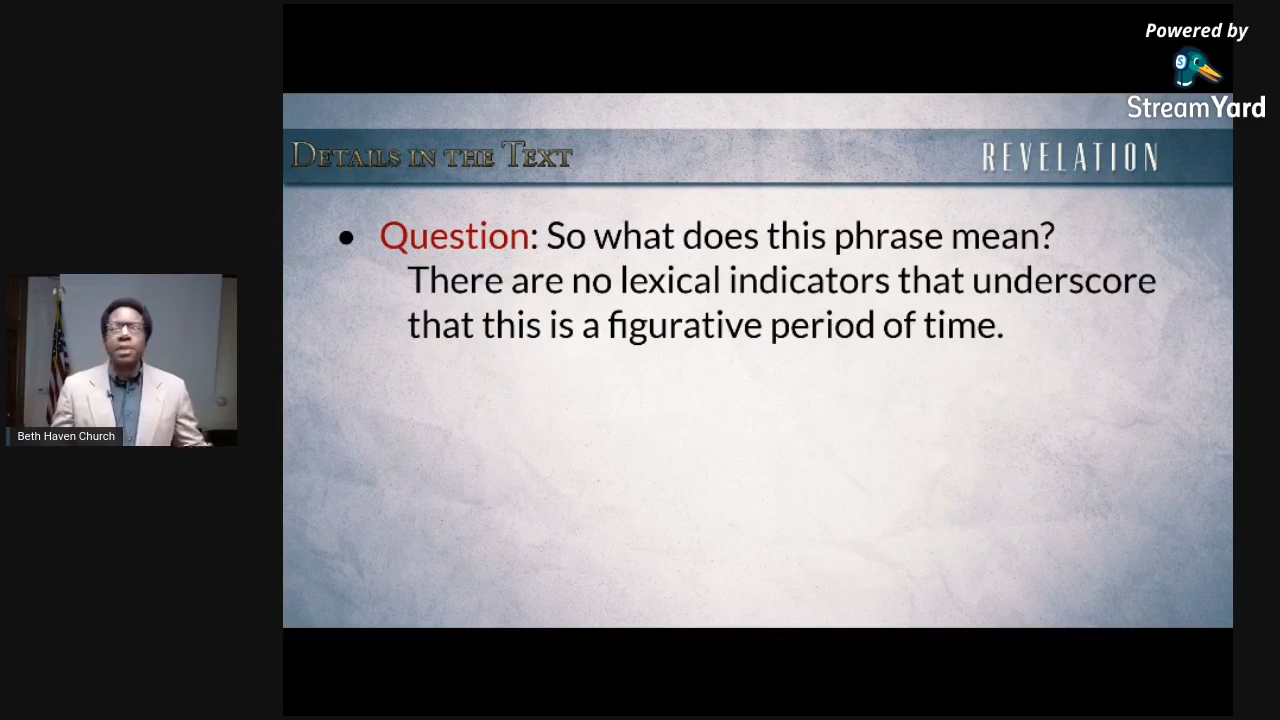 Powered by
StreamYard
DETAILS IN THE TEXT
REVELATION
• Question: So what does this phrase mean?
There are no lexical indicators that underscore
that this is a figurative period of time.
Beth Haven Church